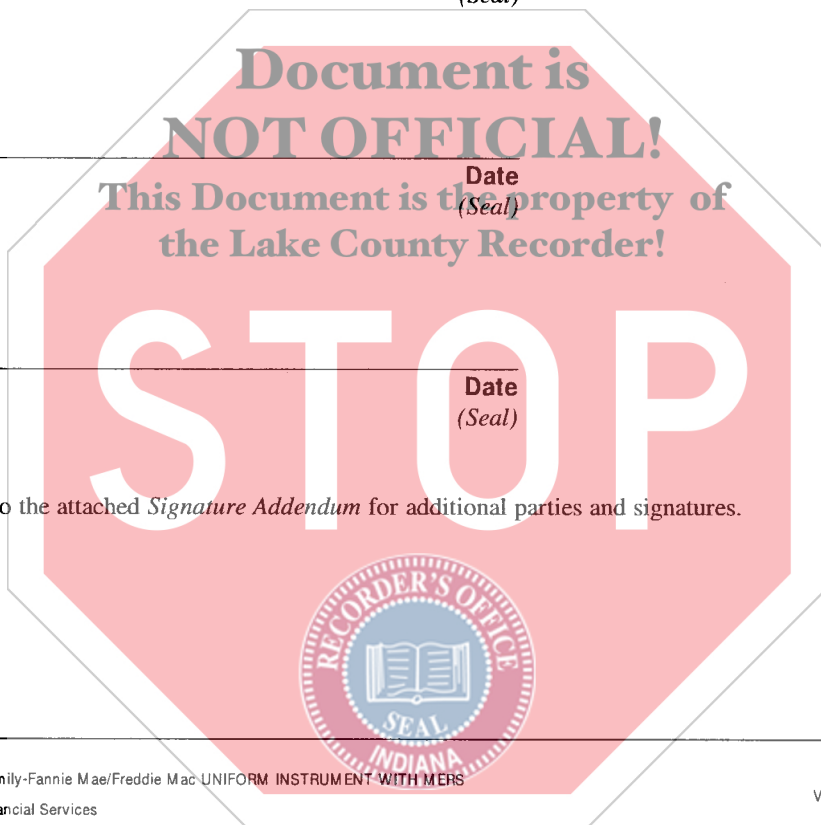 (Seal)
Document is
NOT OFFICIAL!
Date
This Document is the property of
(Seal)
the Lake County Recorder!
STOP
Date
(Seal)
the attached Signature Addendum for additional parties and signatures.
RECORDER'S OFFICE
SEAL
INDIANA
-Fannie Mae/Freddie Mac UNIFORM INSTRUMENT WITH MERS
Services